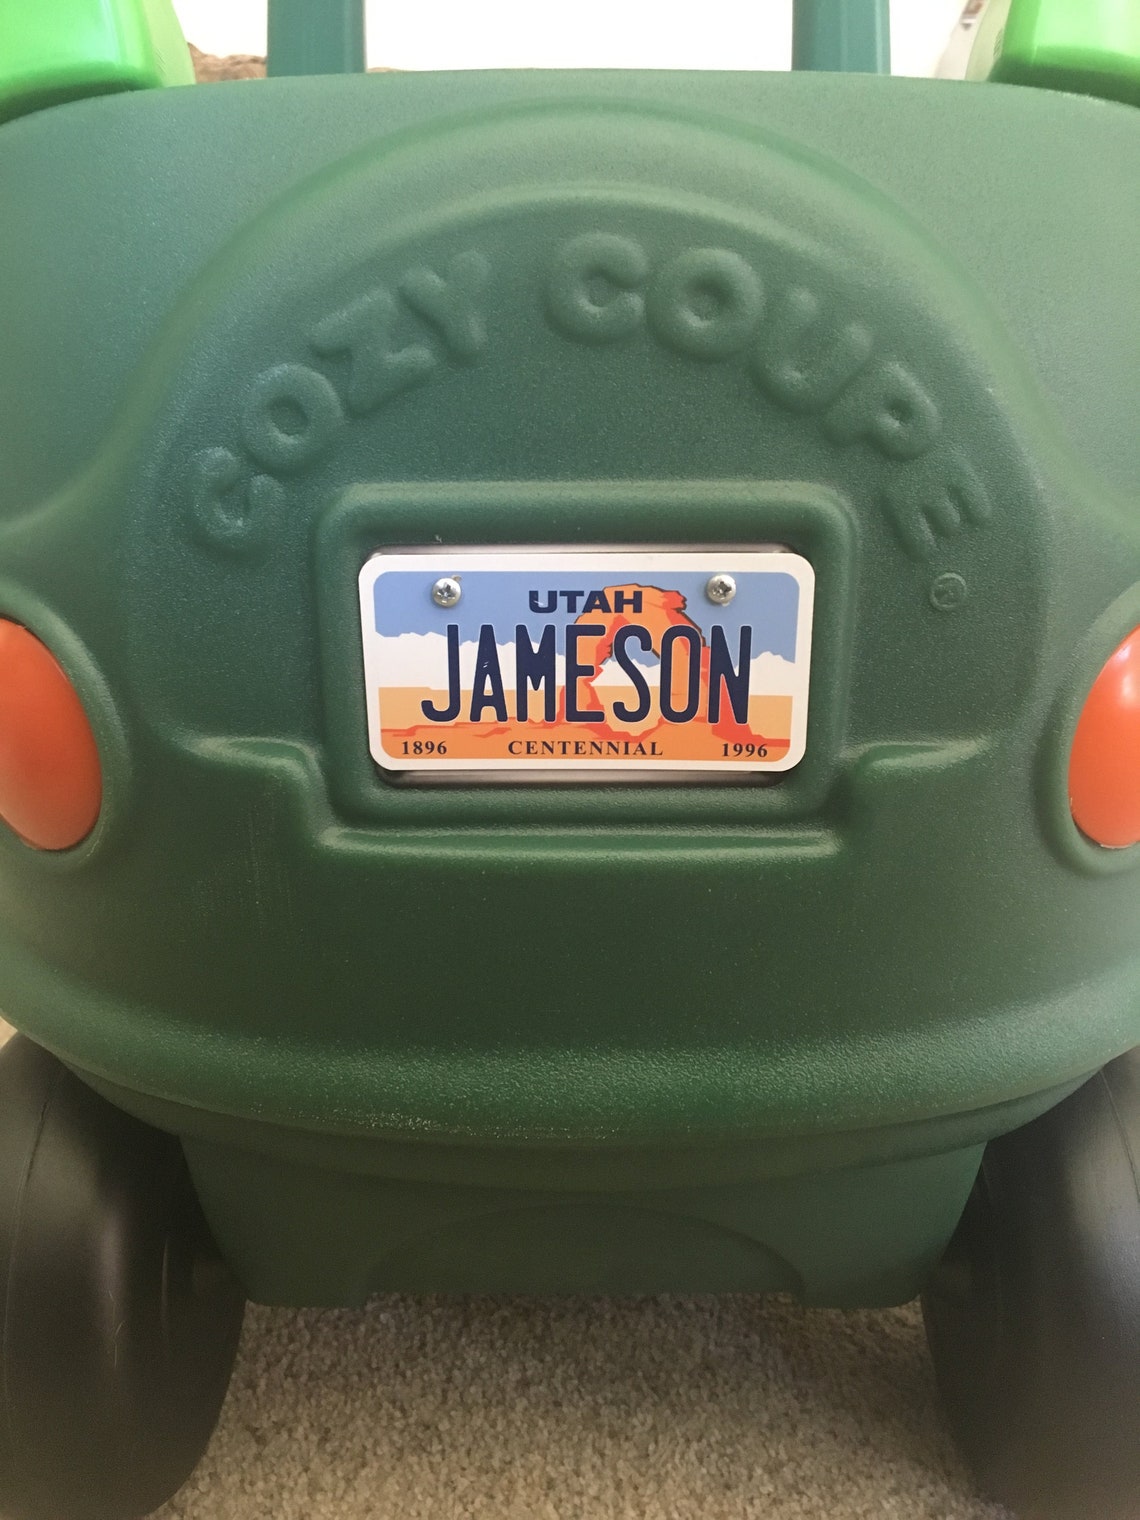 COZY COUPE ®
UTAH
JAMESON
1896 CENTENNIAL 1996